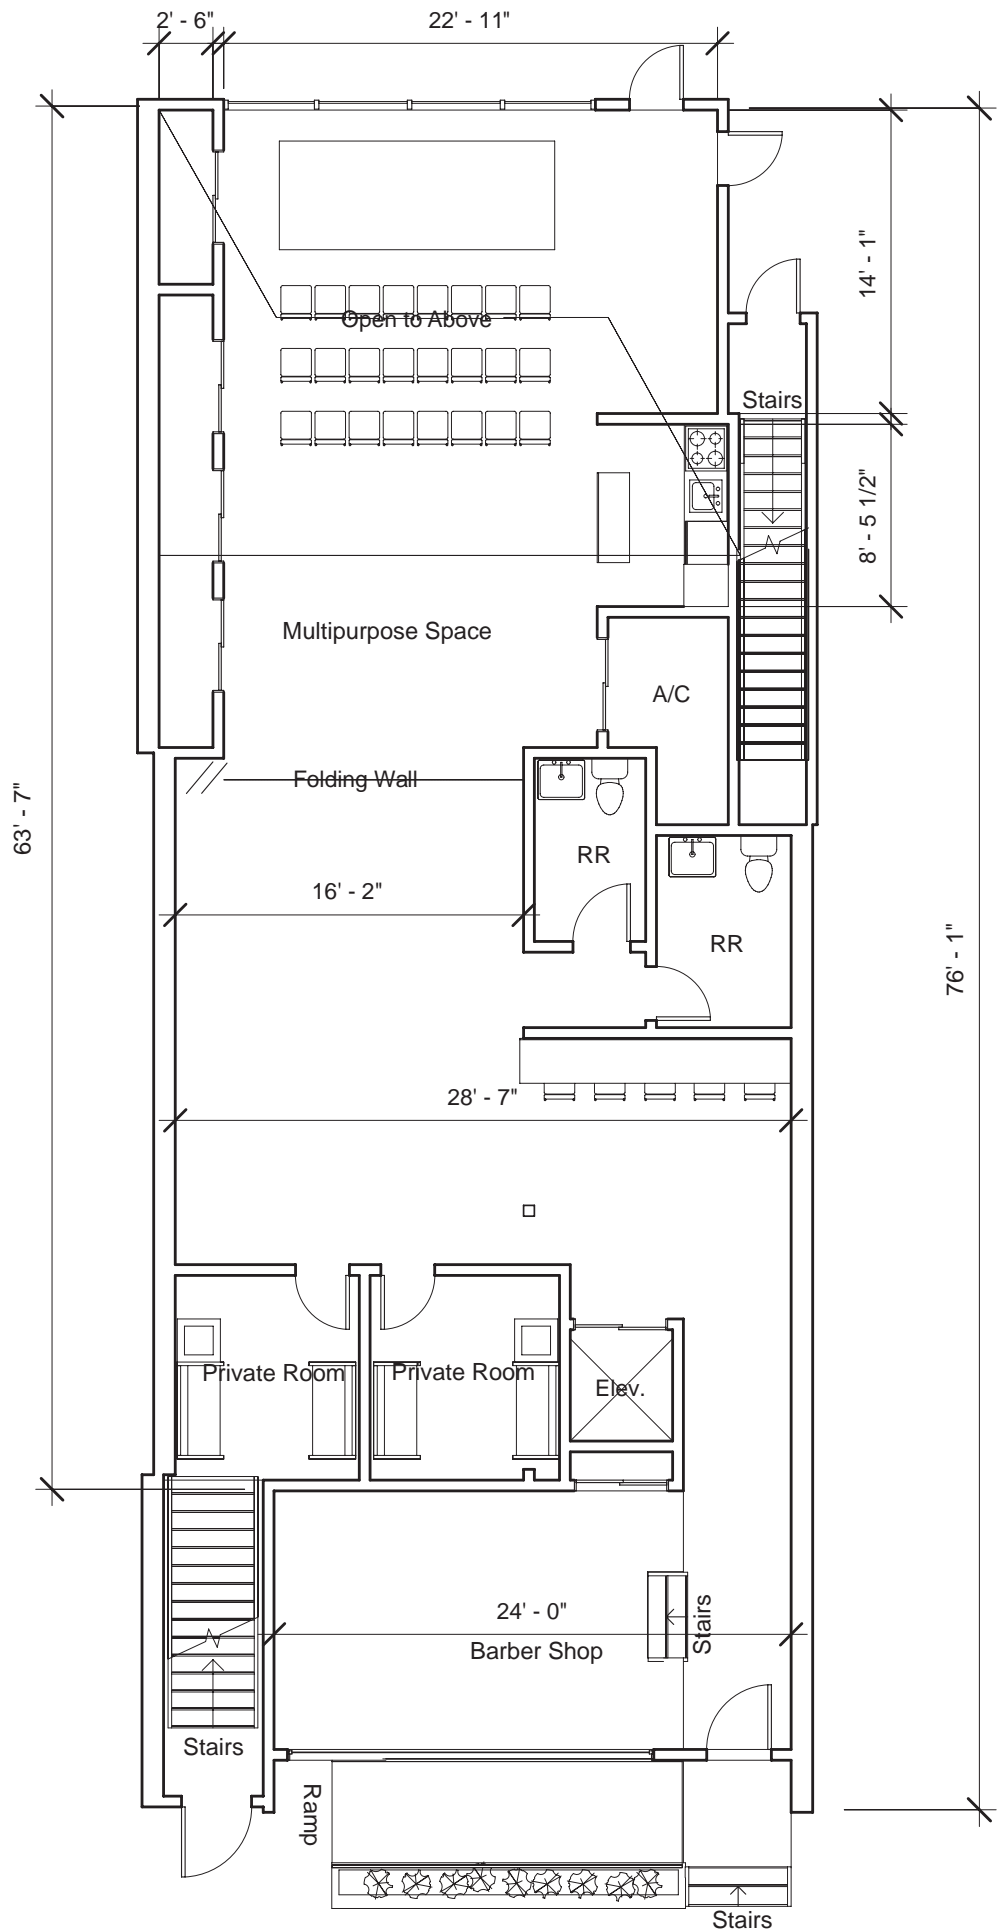 2' - 6"
22' - 11"
14' - 1"
Open to Above
Stairs
8' - 5 1/2"
Multipurpose Space
A/C
Folding Wall
63' - 7"
RR
16' - 2"
RR
76' - 1"
28' - 7"
Private Room
Private Room
Elev.
24' - 0"
Stairs
Barber Shop
Stairs
Ramp
Stairs